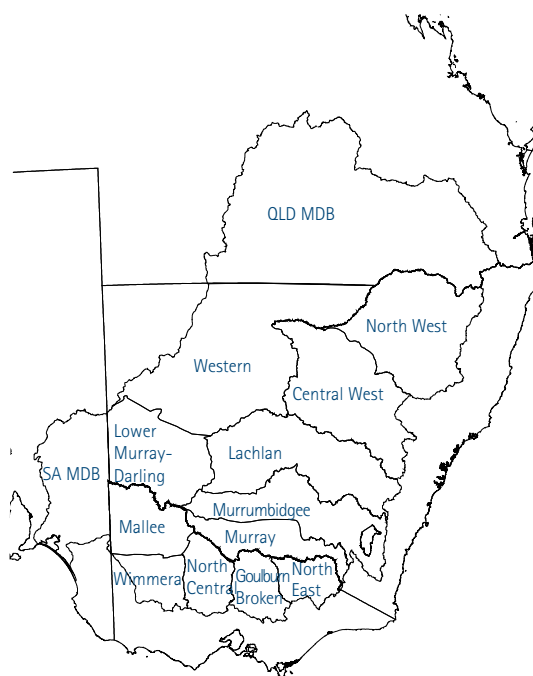 QLD MDB
North West
Western
Central West
Lower
Murray-
Darling
Lachlan
SA MDB
Murrumbidgee
Mallee
Murray
Wimmera
North
Central
Goulburn
Broken
North
East